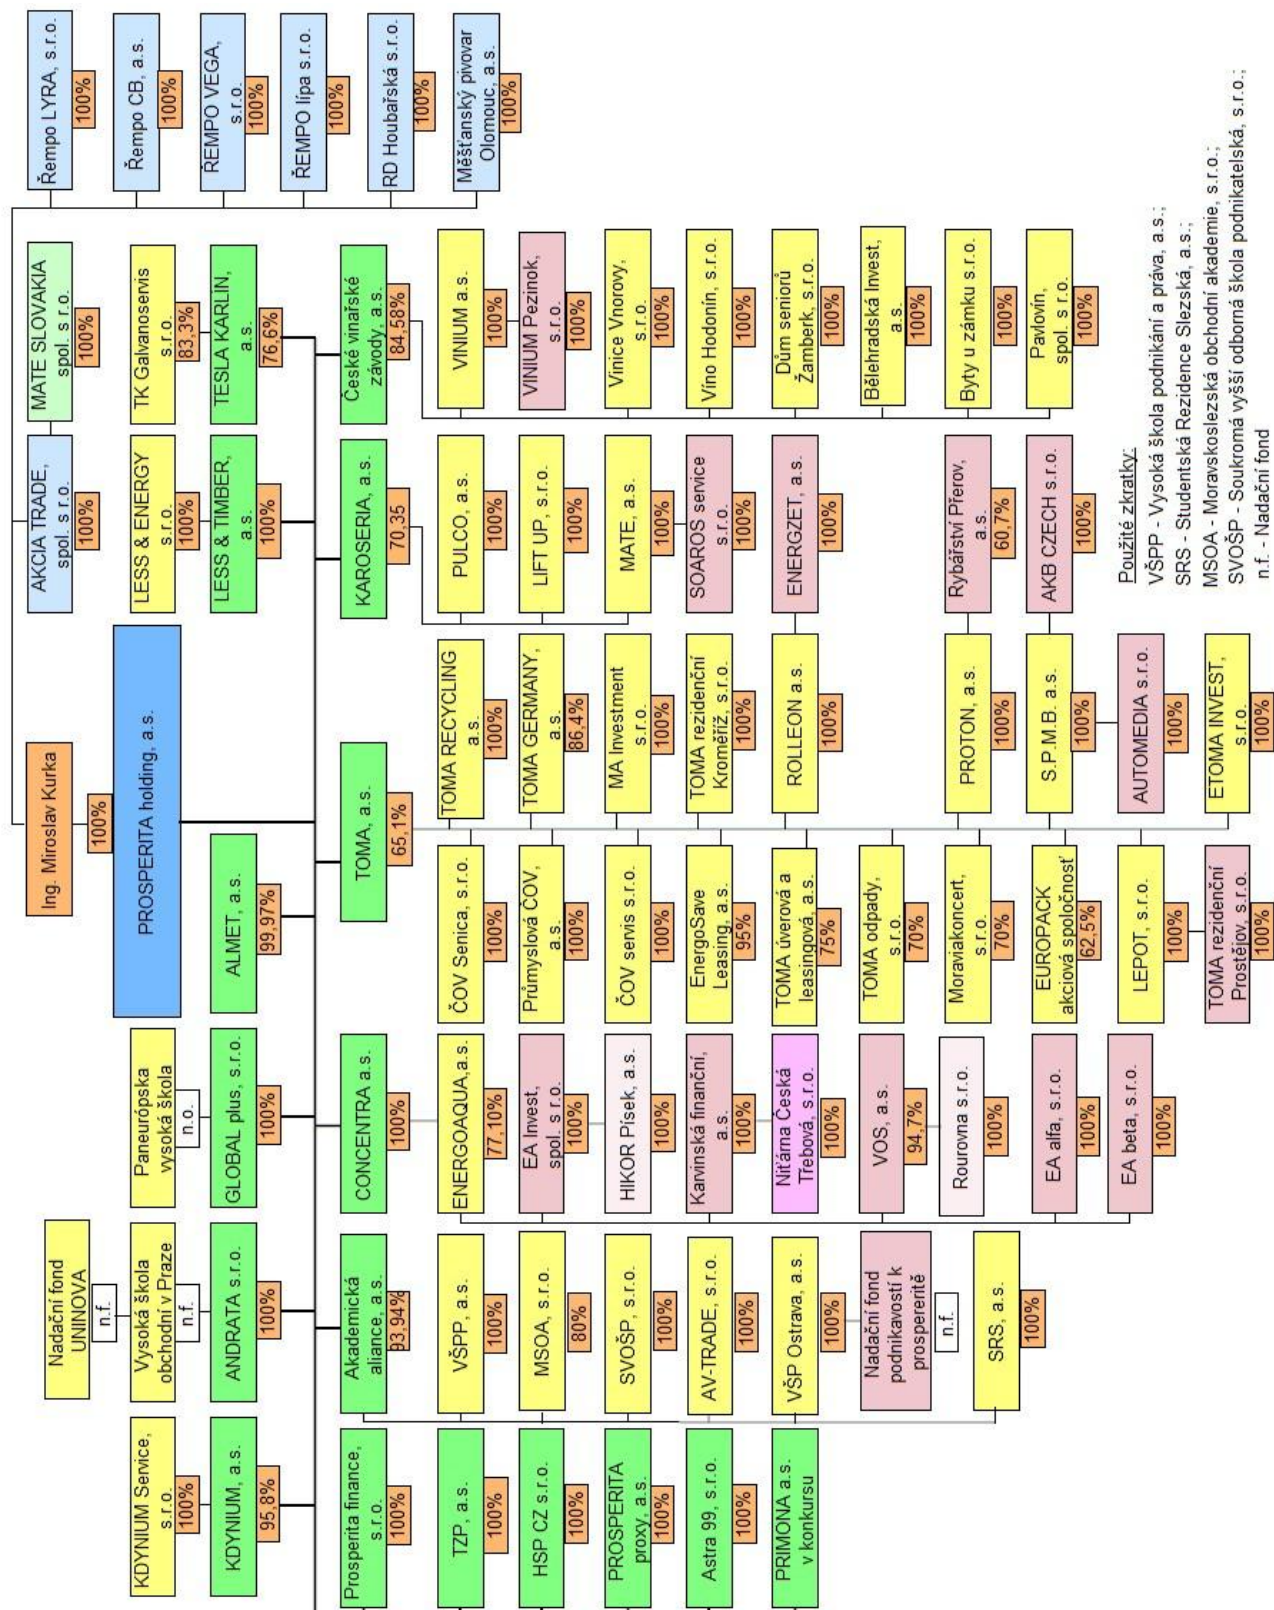 Ing. Miroslav Kurka
100%
PROSPERITA holding, a.s.
AKCIA TRADE,
spol. s r.o.
100%
MATE SLOVAKIA
spol. s r.o.
100%
Řempo LYRA, s.r.o.
100%
Řempo CB, a.s.
100%
ŘEMPO VEGA,
s.r.o.
100%
ŘEMPO lípa s.r.o.
100%
RD Houbařská s.r.o.
100%
Měšťanský pivovar
Olomouc, a.s.
100%
Nadační fond
UNINOVA
n.f.
KDYNIUM Service,
s.r.o.
100%
Vysoká škola
obchodní v Praze
n.f.
Paneurópska
vysoká škola
n.o.
LESS & ENERGY
s.r.o.
100%
TK Galvanoservis
s.r.o.
83,3%
KDYNIUM, a.s.
95,8%
ANDRATA s.r.o.
100%
GLOBAL plus, s.r.o.
100%
ALMET, a.s.
99,97%
LESS & TIMBER,
a.s.
100%
TESLA KARLÍN,
a.s.
76,6%
Prosperita finance,
s.r.o.
100%
TZP, a.s.
100%
HSP CZ s.r.o.
100%
PROSPERITA
proxy, a.s.
100%
Astra 99, s.r.o.
100%
PRIMONA a.s.
v konkursu
Akademická
aliance, a.s.
93,94%
VŠPP, a.s.
100%
MSOA, s.r.o.
80%
SVOŠP, s.r.o.
100%
AV-TRADE, s.r.o.
100%
VŠP Ostrava, a.s.
100%
Nadační fond
podnikavostí k
prospereritě
n.f.
SRS, a.s.
100%
CONCENTRA a.s.
100%
ENERGOAQUA,a.s.
77,10%
EA Invest,
spol. s r.o.
100%
HIKOR Písek, a.s.
100%
Karvinská finanční,
a.s.
100%
Niťárna Česká
Třebová, s.r.o.
100%
VOS, a.s.
94,7%
Rourovna s.r.o.
100%
EA alfa, s.r.o.
100%
EA beta, s.r.o.
100%
TOMA, a.s.
65,1%
ČOV Senica, s.r.o.
100%
Průmyslová ČOV,
a.s.
100%
ČOV servis s.r.o.
100%
EnergoSave
Leasing, a.s.
95%
TOMA úverová a
leasingová, a.s.
75%
TOMA odpady,
s.r.o.
70%
Moraviakoncert,
s.r.o.
70%
EUROPACK
akciová spoločnosť
62,5%
LEPOT, s.r.o.
100%
TOMA rezidenční
Prostějov, s.r.o.
100%
TOMA RECYCLING
a.s.
100%
TOMA GERMANY,
a.s.
86,4%
MA Investment
s.r.o.
100%
TOMA rezidenční
Kroměříž, s.r.o.
100%
ROLLEON a.s.
100%
PROTON, a.s.
100%
S.P.M.B. a.s.
100%
AUTOMEDIA s.r.o.
100%
ETOMA INVEST,
s.r.o.
100%
KAROSERIA, a.s.
70,35
PULCO, a.s.
100%
LIFT UP, s.r.o.
100%
MATE, a.s.
100%
SOAROS service
s.r.o.
100%
ENERGZET, a.s.
100%
Rybářství Přerov,
a.s.
60,7%
AKB CZECH s.r.o.
100%
České vinařské
závody, a.s.
84,58%
VINIUM a.s.
100%
VINIUM Pezinok,
s.r.o.
100%
Vinice Vnorovy,
s.r.o.
100%
Víno Hodonín, s.r.o.
100%
Dům seniorů
Žamberk, s.r.o.
100%
Bělehradská Invest,
a.s.
100%
Byty u zámku s.r.o.
100%
Pavlovín,
spol. s r.o.
100%
Použité zkratky:
VŠPP - Vysoká škola podnikání a práva, a.s.;
SRS - Studentská Rezidence Slezská, a.s.;
MSOA - Moravskoslezská obchodní akademie, s.r.o.;
SVOŠP - Soukromá vyšší odborná škola podnikatelská, s.r.o.;
n.f. - Nadační fond